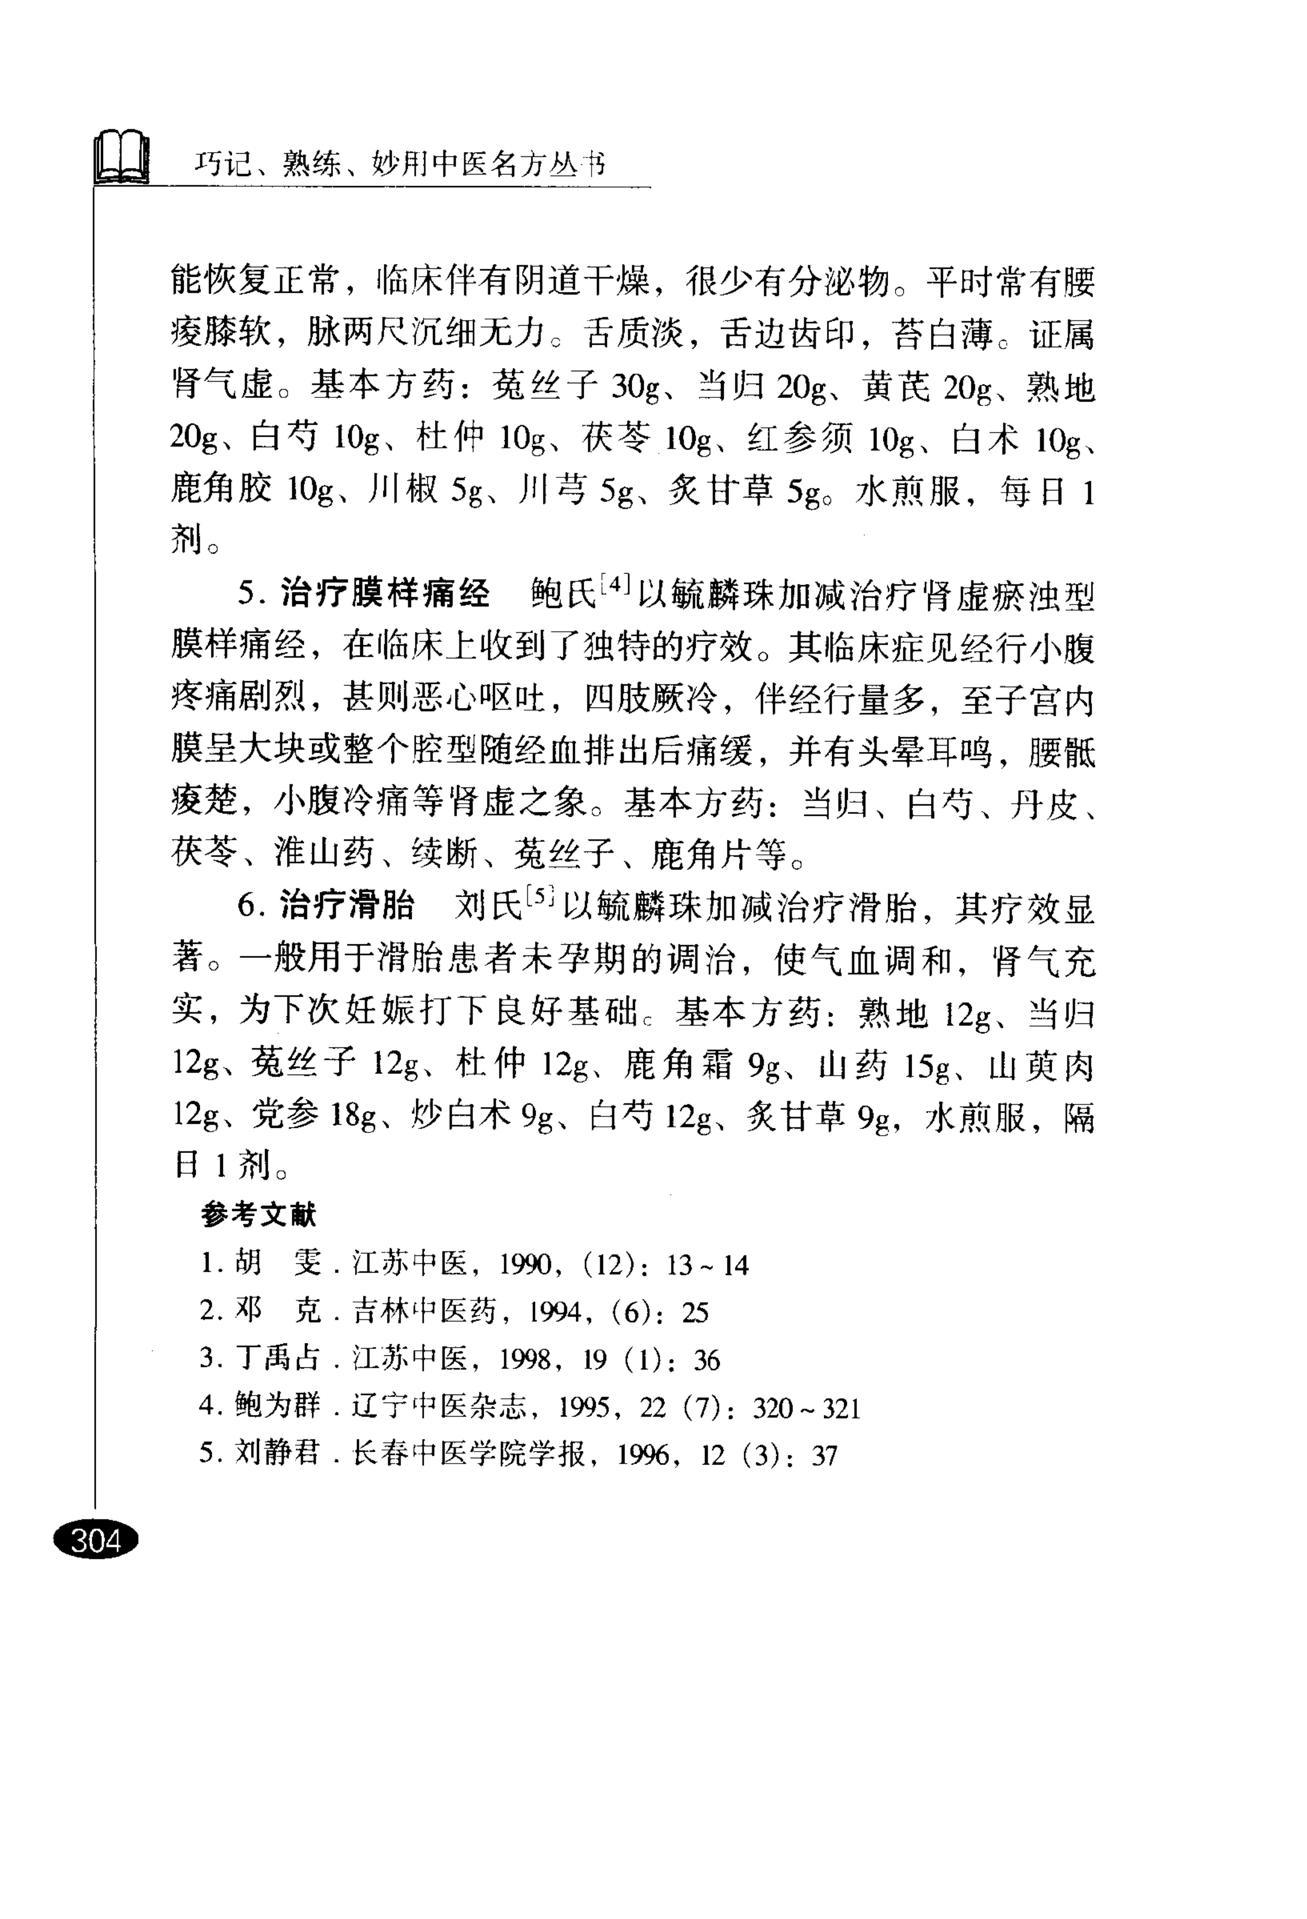 巧记、熟练、妙用中医名方丛书
能恢复正常，临床伴有阴道干燥，很少有分泌物。平时常有腰
痠膝软，脉两尺沉细无力。舌质淡，舌边齿印，苔白薄。证属
肾气虚。基本方药：菟丝子 30g、当归 20g、黄芪 20g、熟地
20g、白芍 10g、杜仲 10g、茯苓 10g、红参须 10g、白术 10g、
鹿角胶 10g、川椒 5g、川芎 5g、炙甘草 5g。水煎服，每日 1
剂。
5. 治疗膜样痛经　鲍氏[4]以毓麟珠加减治疗肾虚瘀浊型
膜样痛经，在临床上收到了独特的疗效。其临床症见经行小腹
疼痛剧烈，甚则恶心呕吐，四肢厥冷，伴经行量多，至子宫内
膜呈大块或整个腔型随经血排出后痛缓，并有头晕耳鸣，腰骶
痠楚，小腹冷痛等肾虚之象。基本方药：当归、白芍、丹皮、
茯苓、淮山药、续断、菟丝子、鹿角片等。
6. 治疗滑胎　刘氏[5]以毓麟珠加减治疗滑胎，其疗效显
著。一般用于滑胎患者未孕期的调治，使气血调和，肾气充
实，为下次妊娠打下良好基础。基本方药：熟地 12g、当归
12g、菟丝子 12g、杜仲 12g、鹿角霜 9g、山药 15g、山萸肉
12g、党参 18g、炒白术 9g、白芍 12g、炙甘草 9g，水煎服，隔
日 1 剂。
参考文献
1. 胡　雯．江苏中医，1990，(12)：13～14
2. 邓　克．吉林中医药，1994，(6)：25
3. 丁禹占．江苏中医，1998，19 (1)：36
4. 鲍为群．辽宁中医杂志，1995，22 (7)：320～321
5. 刘静君．长春中医学院学报，1996，12 (3)：37
304